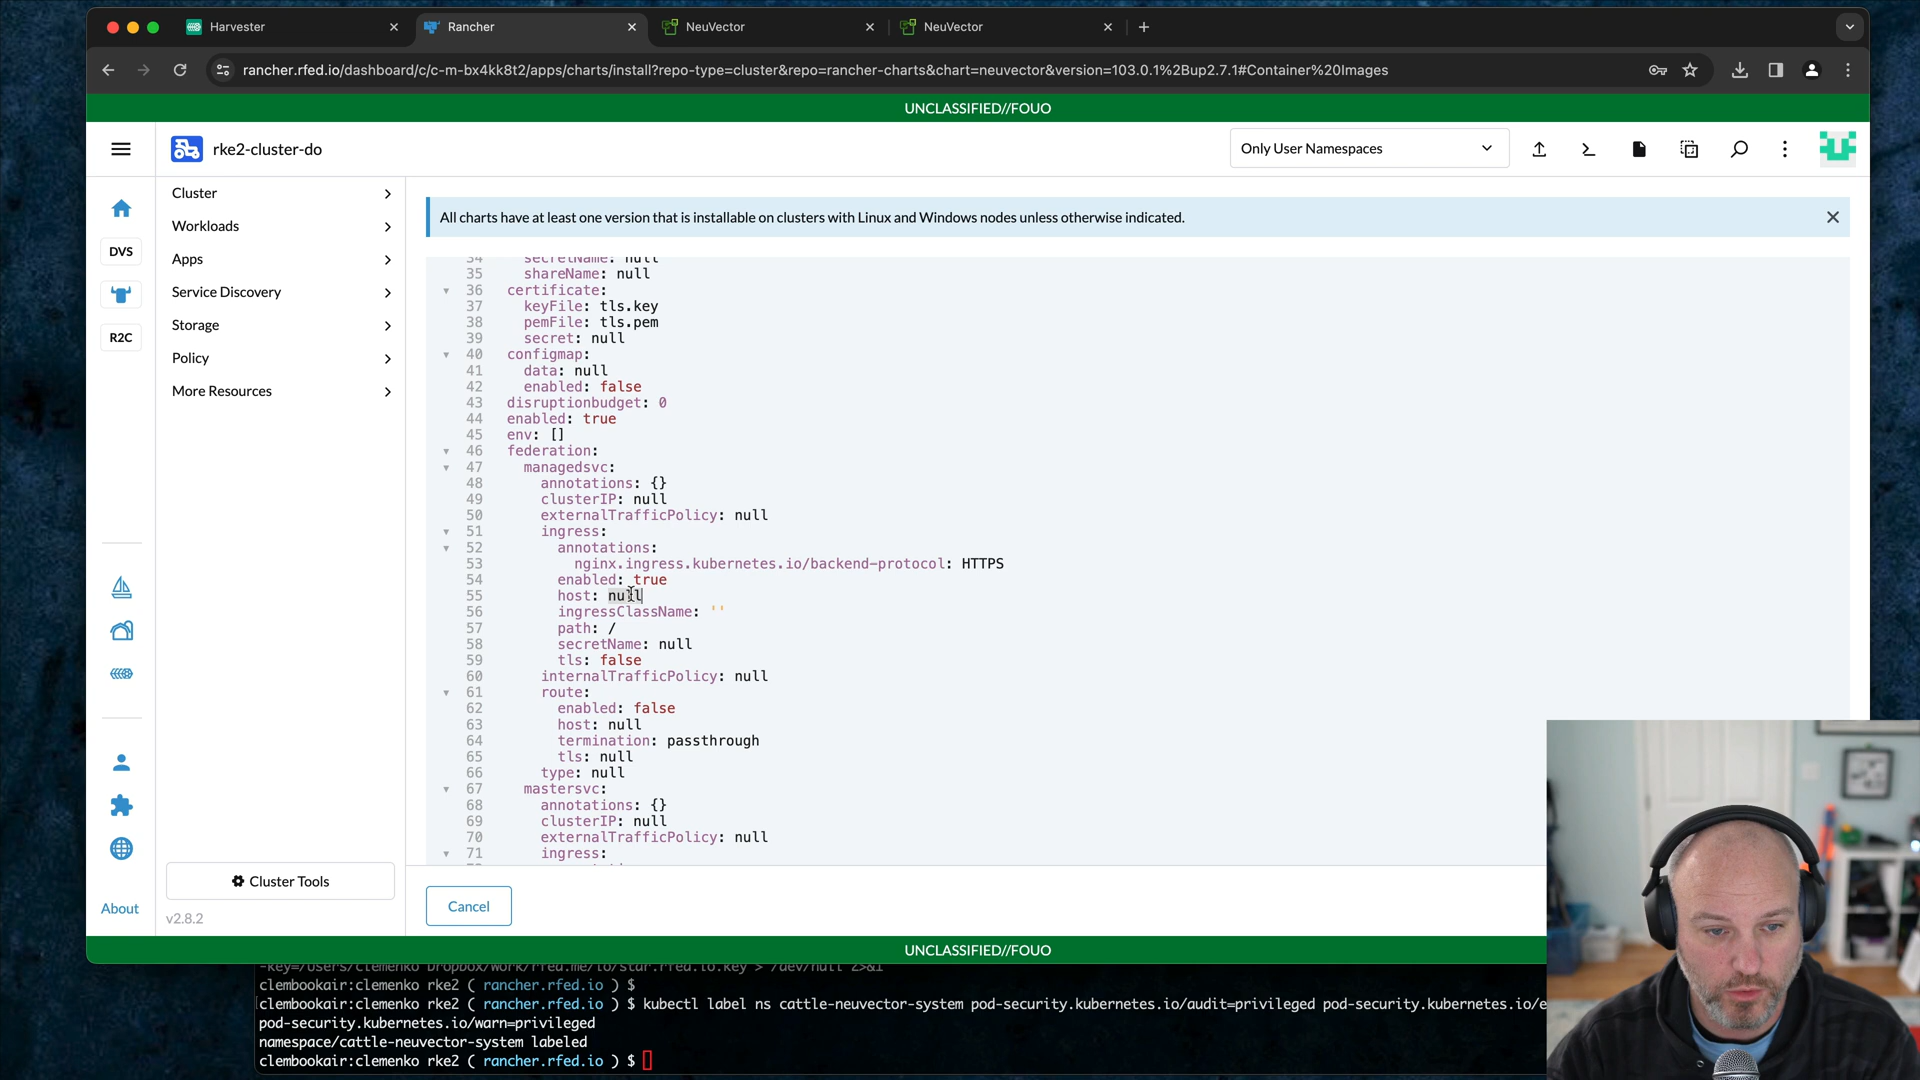 Harvester
Rancher
NeuVector
NeuVector
rancher.rfed.io/dashboard/c/c-m-bx4kk8t2/apps/charts/install?repo-type=cluster&repo=rancher-charts&chart=neuvector&version=103.0.1%2Bup2.7.1#Container%20Images
UNCLASSIFIED//FOUO
rke2-cluster-do
Only User Namespaces
DVS
R2C
About
Cluster
Workloads
Apps
Service Discovery
Storage
Policy
More Resources
Cluster Tools
v2.8.2
All charts have at least one version that is installable on clusters with Linux and Windows nodes unless otherwise indicated.
34 secretName: null
35 shareName: null
36 certificate:
37 keyFile: tls.key
38 pemFile: tls.pem
39 secret: null
40 configmap:
41 data: null
42 enabled: false
43 disruptionbudget: 0
44 enabled: true
45 env: []
46 federation:
47 managedsvc:
48 annotations: {}
49 clusterIP: null
50 externalTrafficPolicy: null
51 ingress:
52 annotations:
53 nginx.ingress.kubernetes.io/backend-protocol: HTTPS
54 enabled: true
55 host: null
56 ingressClassName: ''
57 path: /
58 secretName: null
59 tls: false
60 internalTrafficPolicy: null
61 route:
62 enabled: false
63 host: null
64 termination: passthrough
65 tls: null
66 type: null
67 mastersvc:
68 annotations: {}
69 clusterIP: null
70 externalTrafficPolicy: null
71 ingress:
Cancel
UNCLASSIFIED//FOUO
clembookair:clemenko rke2 ( rancher.rfed.io ) $
clembookair:clemenko rke2 ( rancher.rfed.io ) $ kubectl label ns cattle-neuvector-system pod-security.kubernetes.io/audit=privileged pod-security.kubernetes.io/e
pod-security.kubernetes.io/warn=privileged
namespace/cattle-neuvector-system labeled
clembookair:clemenko rke2 ( rancher.rfed.io ) $